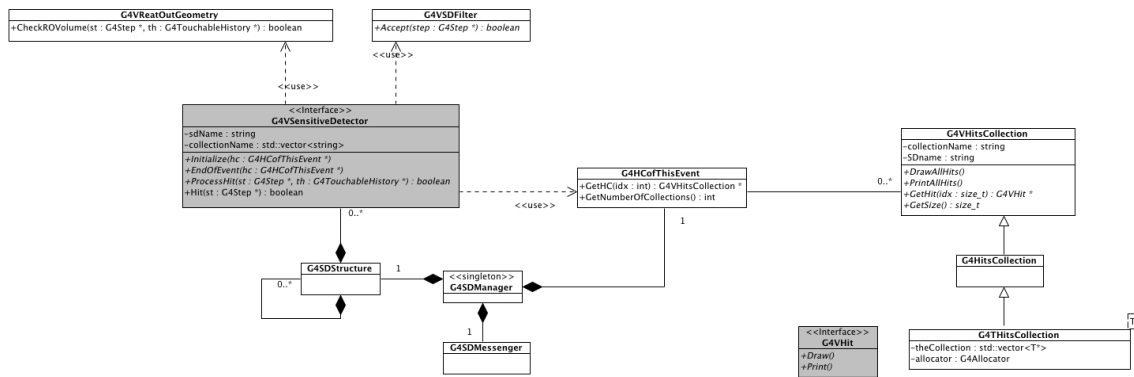 G4VReatOutGeometry
+CheckROVolume(st : G4Step *, th : G4TouchableHistory *) : boolean
G4VSDFilter
+Accept(step : G4Step *) : boolean
<<use>>
<<use>>
<<Interface>>
G4VSensitiveDetector
-sdName : string
-collectionName : std::vector<string>
+Initialize(hc : G4HCofThisEvent *)
+EndOfEvent(hc : G4HCofThisEvent *)
+ProcessHit(st : G4Step *, th : G4TouchableHistory *) : boolean
+Hit(st : G4Step *) : boolean
<<use>>
G4HCofThisEvent
+GetHC(idx : int) : G4VHitsCollection *
+GetNumberOfCollections() : int
0..*
G4VHitsCollection
-collectionName : string
-SDname : string
+DrawAllHits()
+PrintAllHits()
+GetHit(idx : size_t) : G4VHit *
+GetSize() : size_t
0..*
1
G4SDStructure
0..*
1
<<singleton>>
G4SDManager
1
G4SDMessenger
G4HitsCollection
<<Interface>>
G4VHit
+Draw()
+Print()
T
G4THitsCollection
-theCollection : std::vector<T*>
-allocator : G4Allocator